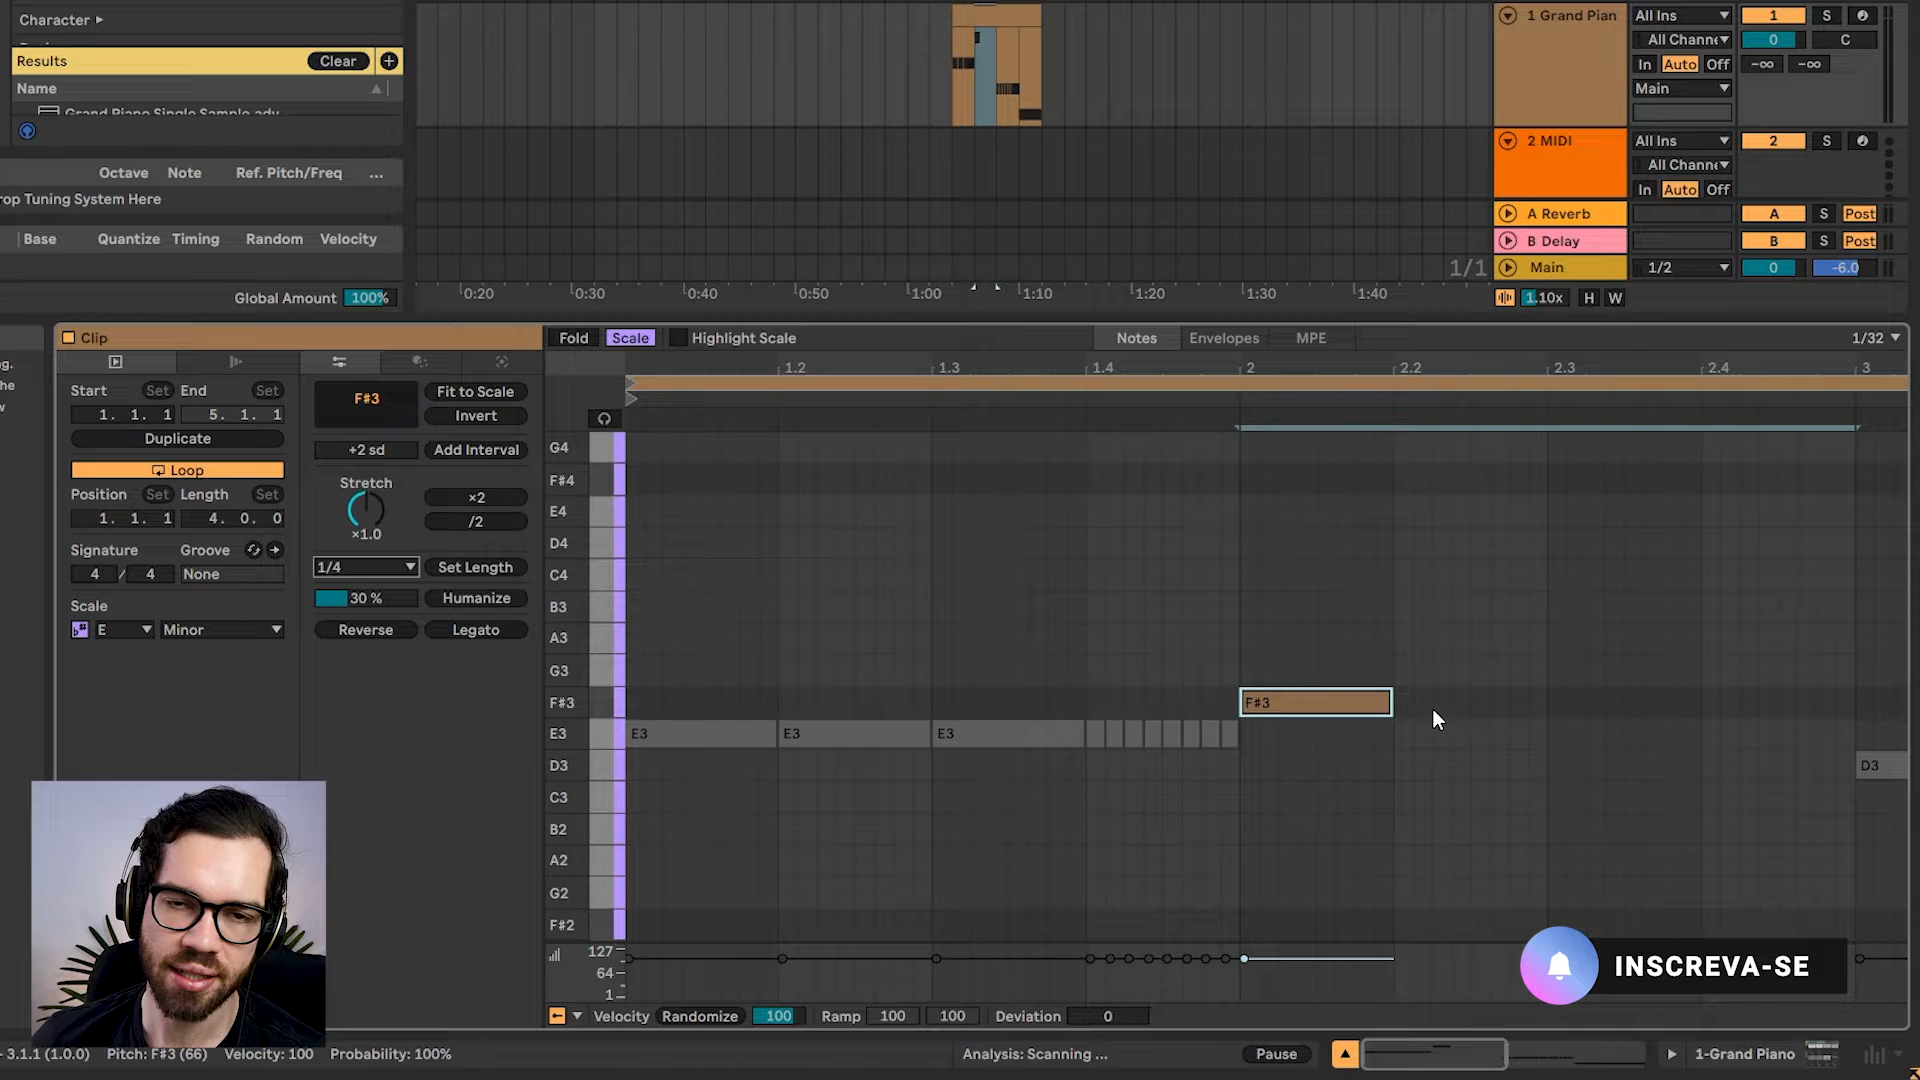 Character
Results Clear
Name
Grand Piano Single Sample.adv
Octave Note Ref. Pitch/Freq ...
rop Tuning System Here
Base Quantize Timing Random Velocity
Global Amount 100%
1 Grand Pian All Ins 1 S
All Channe 0 C
In Auto Off -∞ -∞
Main
2 MIDI All Ins 2 S
All Channe
In Auto Off
A Reverb A S Post
B Delay B S Post
1/1 Main 1/2 0 -6.0
0:20 0:30 0:40 0:50 1:00 1:10 1:20 1:30 1:40
1.10x H W
Clip
Fold Scale Highlight Scale Notes Envelopes MPE 1/32
1.2 1.3 1.4 2 2.2 2.3 2.4 3
Start Set End Set
1. 1. 1 5. 1. 1
Duplicate
Loop
Position Set Length Set
1. 1. 1 4. 0. 0
Signature Groove
4 / 4 None
Scale
E Minor
F#3 Fit to Scale
Invert
+2 sd Add Interval
Stretch
×2
×1.0 /2
1/4 Set Length
30 % Humanize
Reverse Legato
G4
F#4
E4
D4
C4
B3
A3
G3
F#3 F#3
E3 E3 E3 E3
D3 D3
C3
B2
A2
G2
F#2
127
64
1
INSCREVA-SE
Velocity Randomize 100 Ramp 100 100 Deviation 0
- 3.1.1 (1.0.0) Pitch: F#3 (66) Velocity: 100 Probability: 100% Analysis: Scanning ... Pause 1-Grand Piano